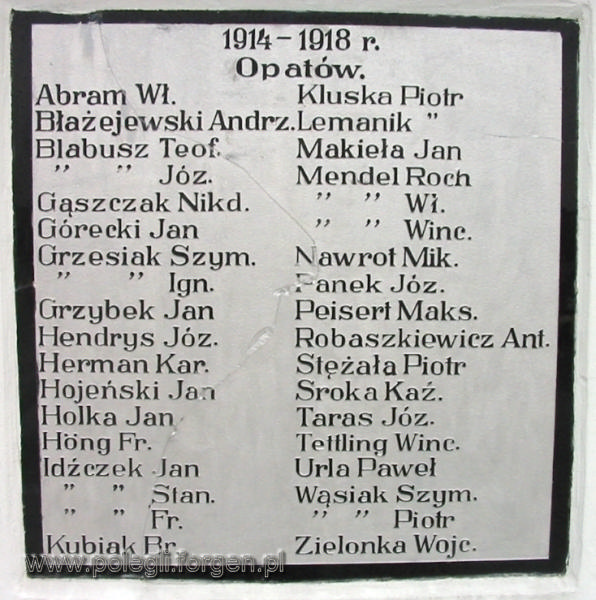 1914-1918 r.
Opatów.
Abram Wł.
Błażejewski Andrz.
Blabusz Teof.
" " Józ.
Gąszczak Nikd.
Górecki Jan
Grzesiak Szym.
" " Ign.
Grzybek Jan
Hendrys Józ.
Herman Kar.
Hojeński Jan
Holka Jan
Höng Fr.
Idźczek Jan
" " Stan.
" " Fr.
Kubiak Br.
Kluska Piotr
Lemanik "
Makieła Jan
Mendel Roch
" " Wł.
" " Winc.
Nawrot Mik.
Panek Józ.
Peisert Maks.
Robaszkiewicz Ant.
Stężała Piotr
Sroka Kaź.
Taras Józ.
Tettling Winc.
Urla Paweł
Wąsiak Szym.
" " Piotr
Zielonka Wojc.
www.polegli.forgen.pl